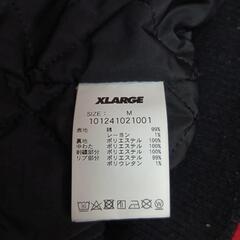 XLARGE
SIZE: M
101241021001
表地 綿 99%
レーヨン 1%
裏地 ポリエステル 100%
中わた ポリエステル 100%
刺繍部分 ポリエステル 100%
リブ部分 ポリエステル 99%
ポリウレタン 1%